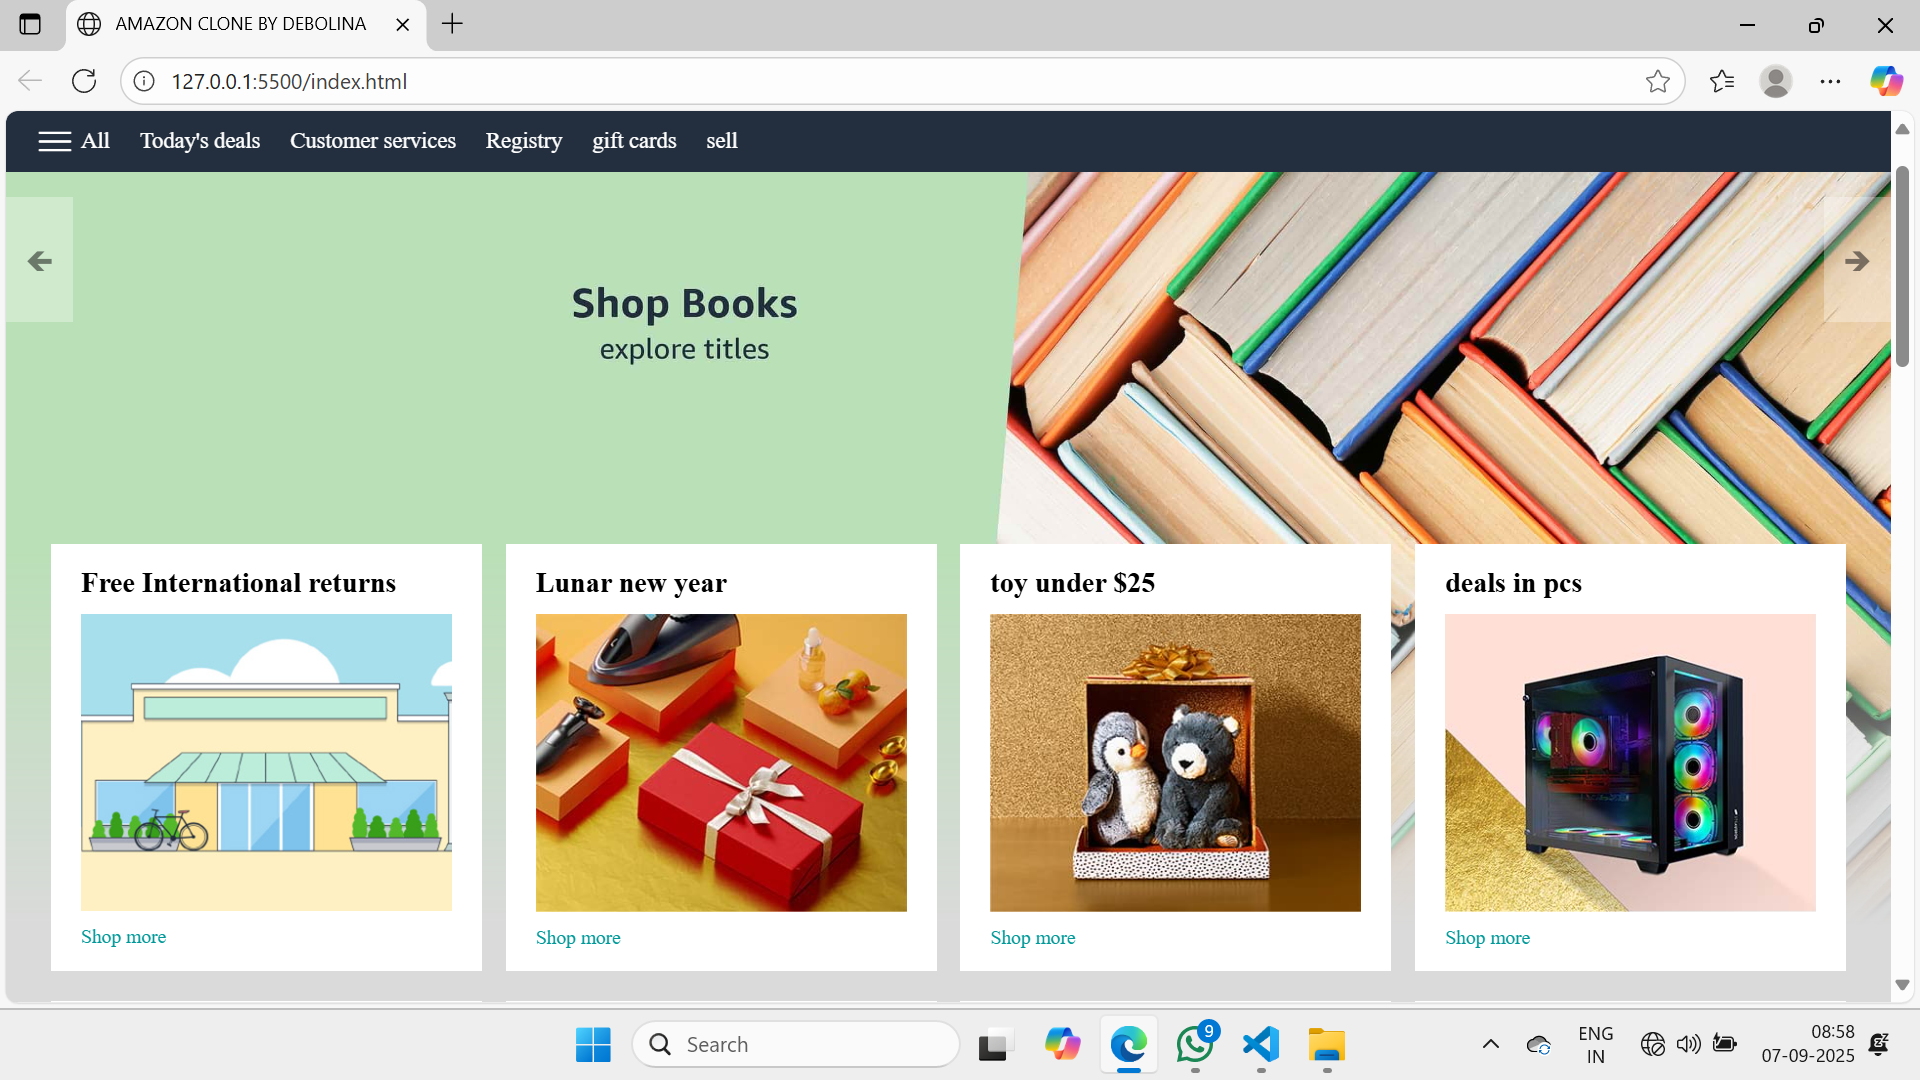 AMAZON CLONE BY DEBOLINA
127.0.0.1:5500/index.html
All Today's deals Customer services Registry gift cards sell
Shop Books
explore titles
Free International returns
Shop more
Lunar new year
Shop more
toy under $25
Shop more
deals in pcs
Shop more
Search
9
ENG
IN
08:58
07-09-2025